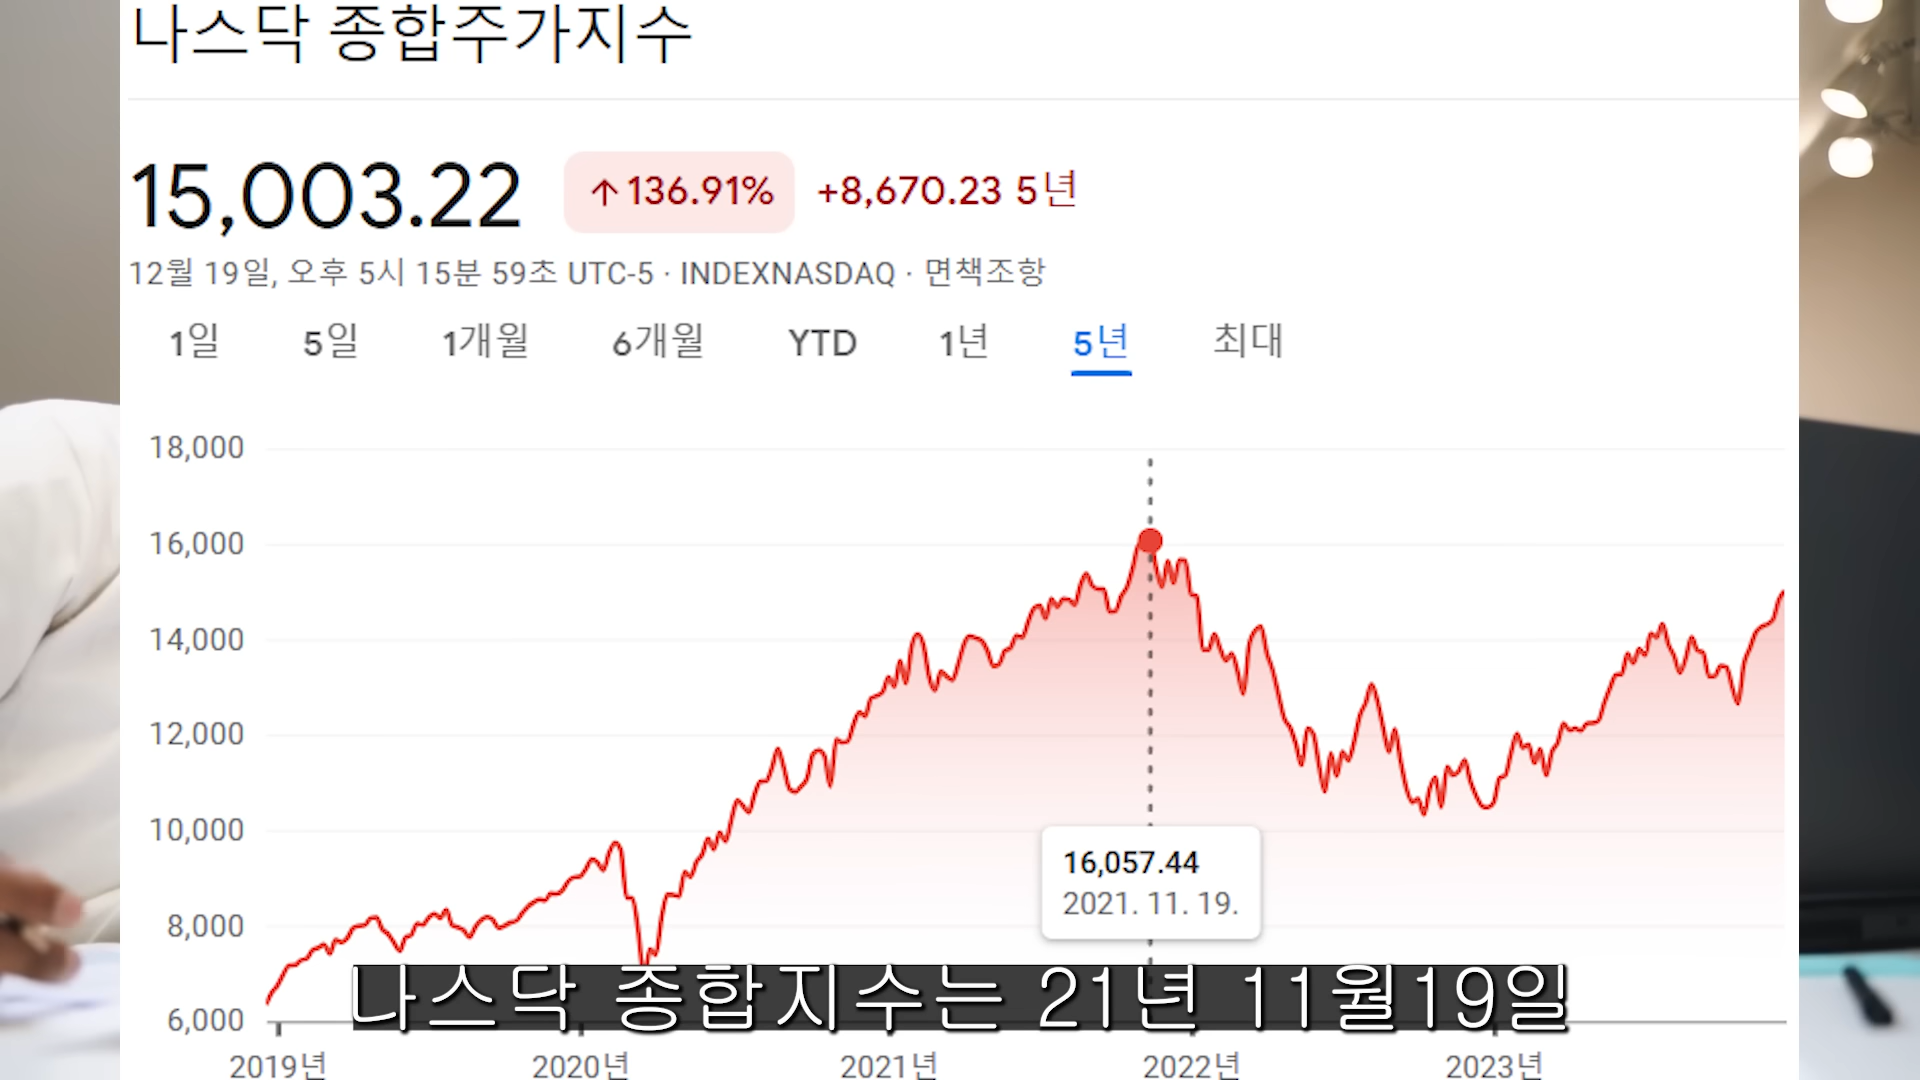 나스닥 종합주가지수
15,003.22 ↑136.91% +8,670.23 5년
12월 19일, 오후 5시 15분 59초 UTC-5 · INDEXNASDAQ · 면책조항
1일 5일 1개월 6개월 YTD 1년 5년 최대
18,000
16,000
14,000
12,000
10,000
16,057.44
2021. 11. 19.
8,000
나스닥 종합지수는 21년 11월19일
6,000
2019년 2020년 2021년 2022년 2023년